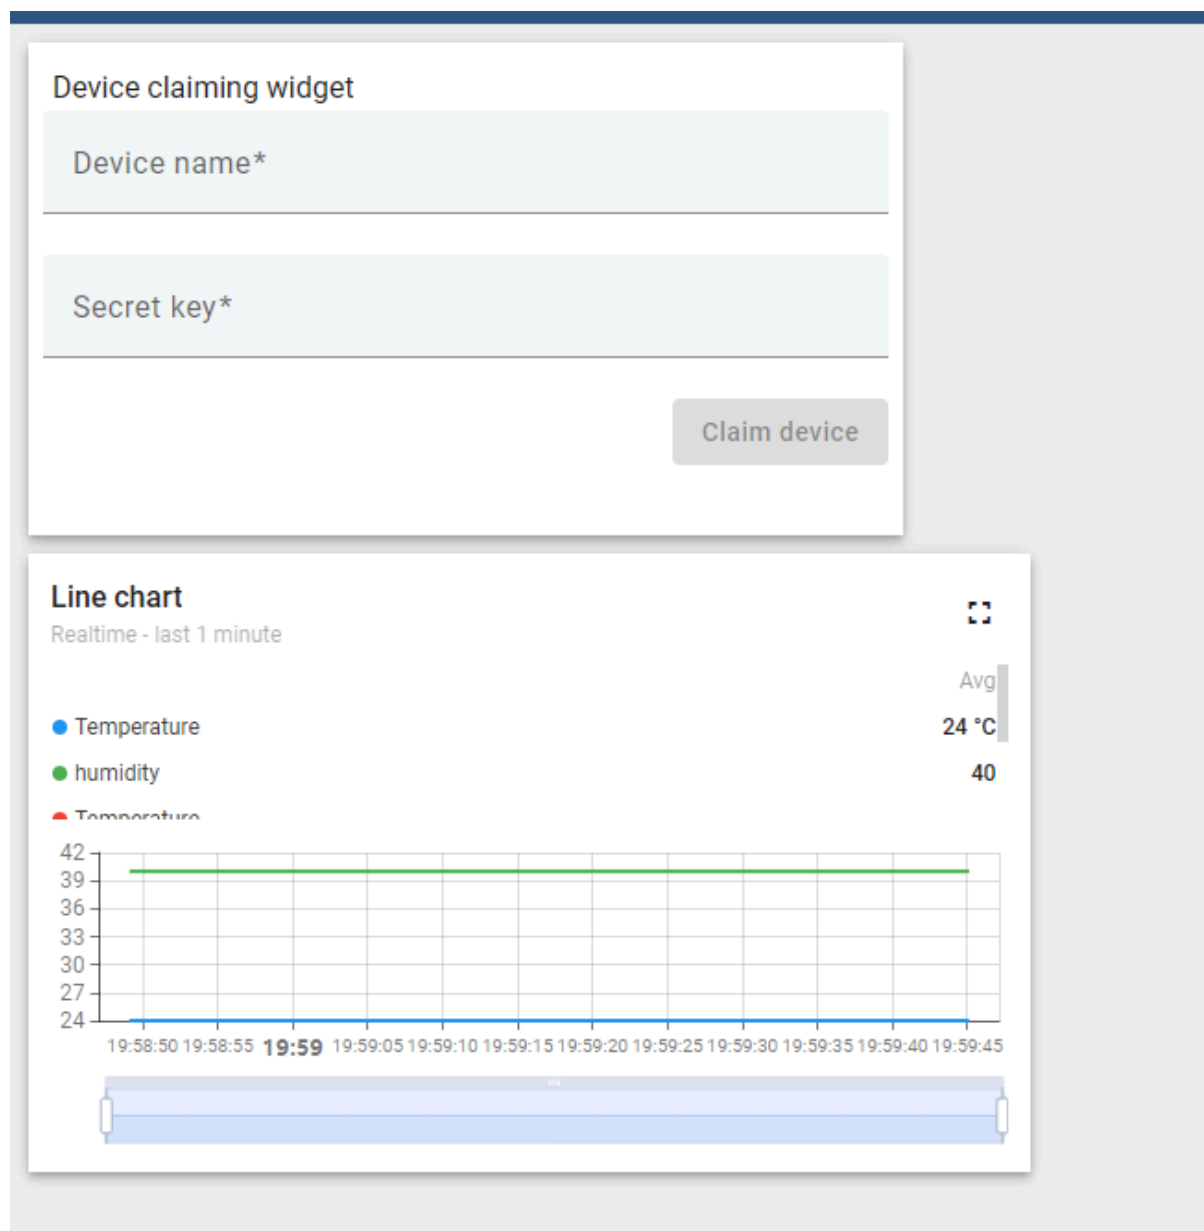 Device claiming widget
Device name*
Secret key*
Claim device
Line chart
Realtime - last 1 minute
Avg
Temperature 24 °C
humidity 40
Temperature
42
39
36
33
30
27
24
19:58:50 19:58:55 19:59 19:59:05 19:59:10 19:59:15 19:59:20 19:59:25 19:59:30 19:59:35 19:59:40 19:59:45